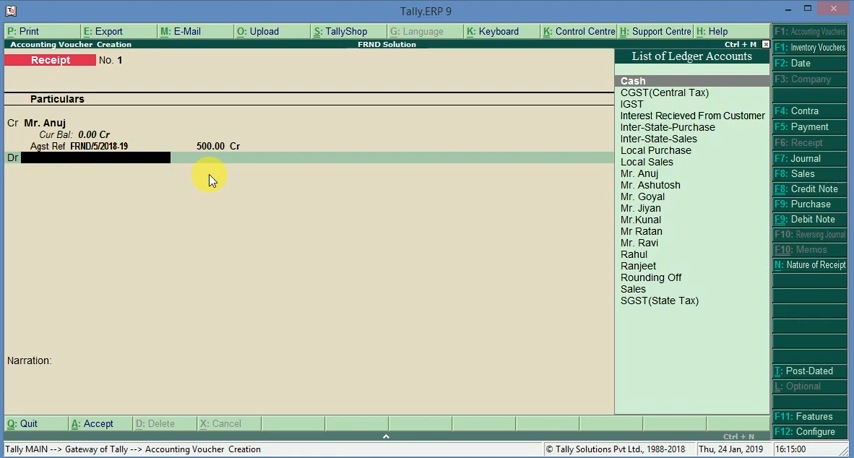 Tally.ERP 9
P: Print E: Export M: E-Mail O: Upload S: TallyShop G: Language K: Keyboard K: Control Centre H: Support Centre H: Help
Accounting Voucher Creation FRND Solution Ctrl + M
Receipt No. 1
Particulars
Cr Mr. Anuj
Cur Bal: 0.00 Cr
Agst Ref FRND/5/2018-19 500.00 Cr
Dr
Narration:
List of Ledger Accounts
Cash
CGST(Central Tax)
IGST
Interest Recieved From Customer
Inter-State-Purchase
Inter-State-Sales
Local Purchase
Local Sales
Mr. Anuj
Mr. Ashutosh
Mr. Goyal
Mr. Jiyan
Mr.Kunal
Mr Ratan
Mr. Ravi
Rahul
Ranjeet
Rounding Off
Sales
SGST(State Tax)
F1: Accounting Vouchers
F1: Inventory Vouchers
F2: Date
F3: Company
F4: Contra
F5: Payment
F6: Receipt
F7: Journal
F8: Sales
F8: Credit Note
F9: Purchase
F9: Debit Note
F10: Reversing Journal
F10: Memos
N: Nature of Receipt
T: Post-Dated
L: Optional
F11: Features
F12: Configure
Q: Quit A: Accept D: Delete X: Cancel
Ctrl + N
Tally MAIN --> Gateway of Tally --> Accounting Voucher Creation © Tally Solutions Pvt Ltd., 1988-2018 Thu, 24 Jan, 2019 16:15:00